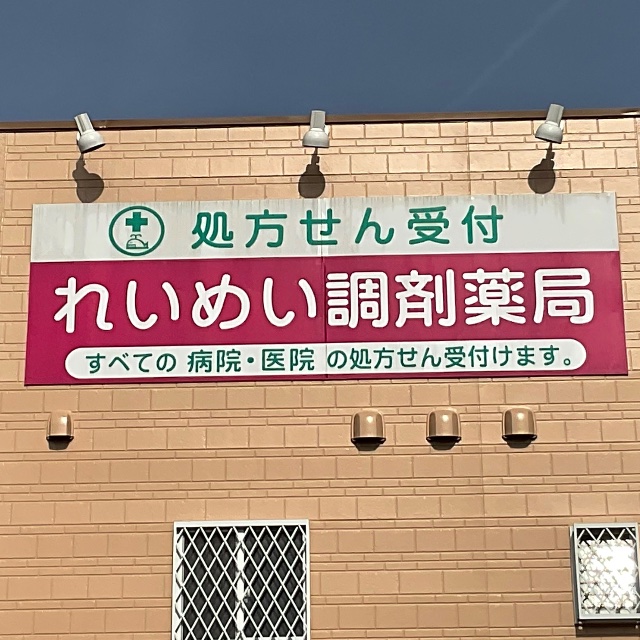 処方せん受付
れいめい調剤薬局
すべての 病院・医院 の処方せん受付けます。